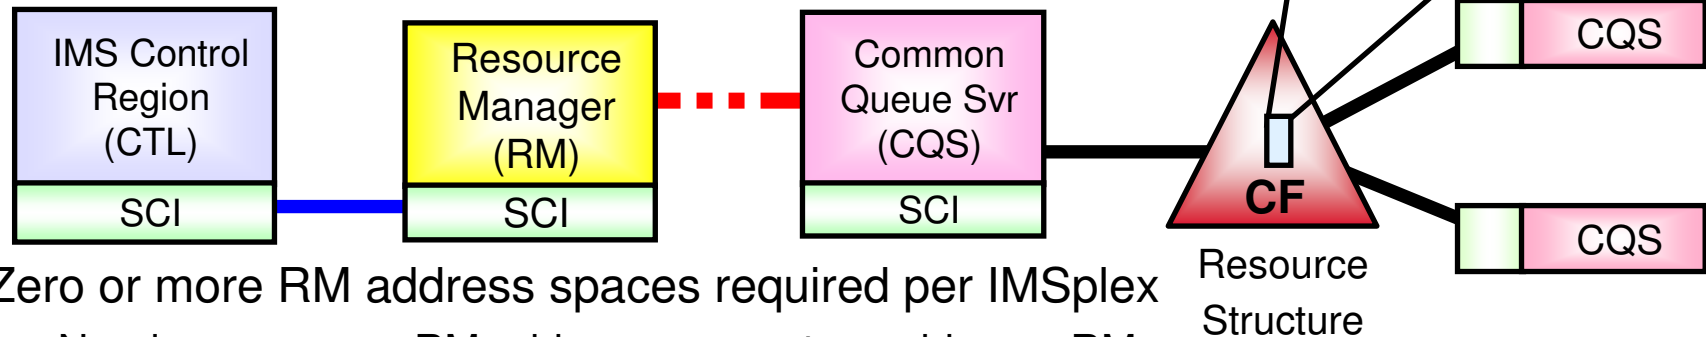 IMS Control
Region
(CTL)
SCI
Resource
Manager
(RM)
SCI
Common
Queue Svr
(CQS)
SCI
CF
Resource
Structure
CQS
CQS
Zero or more RM address spaces required per IMSplex